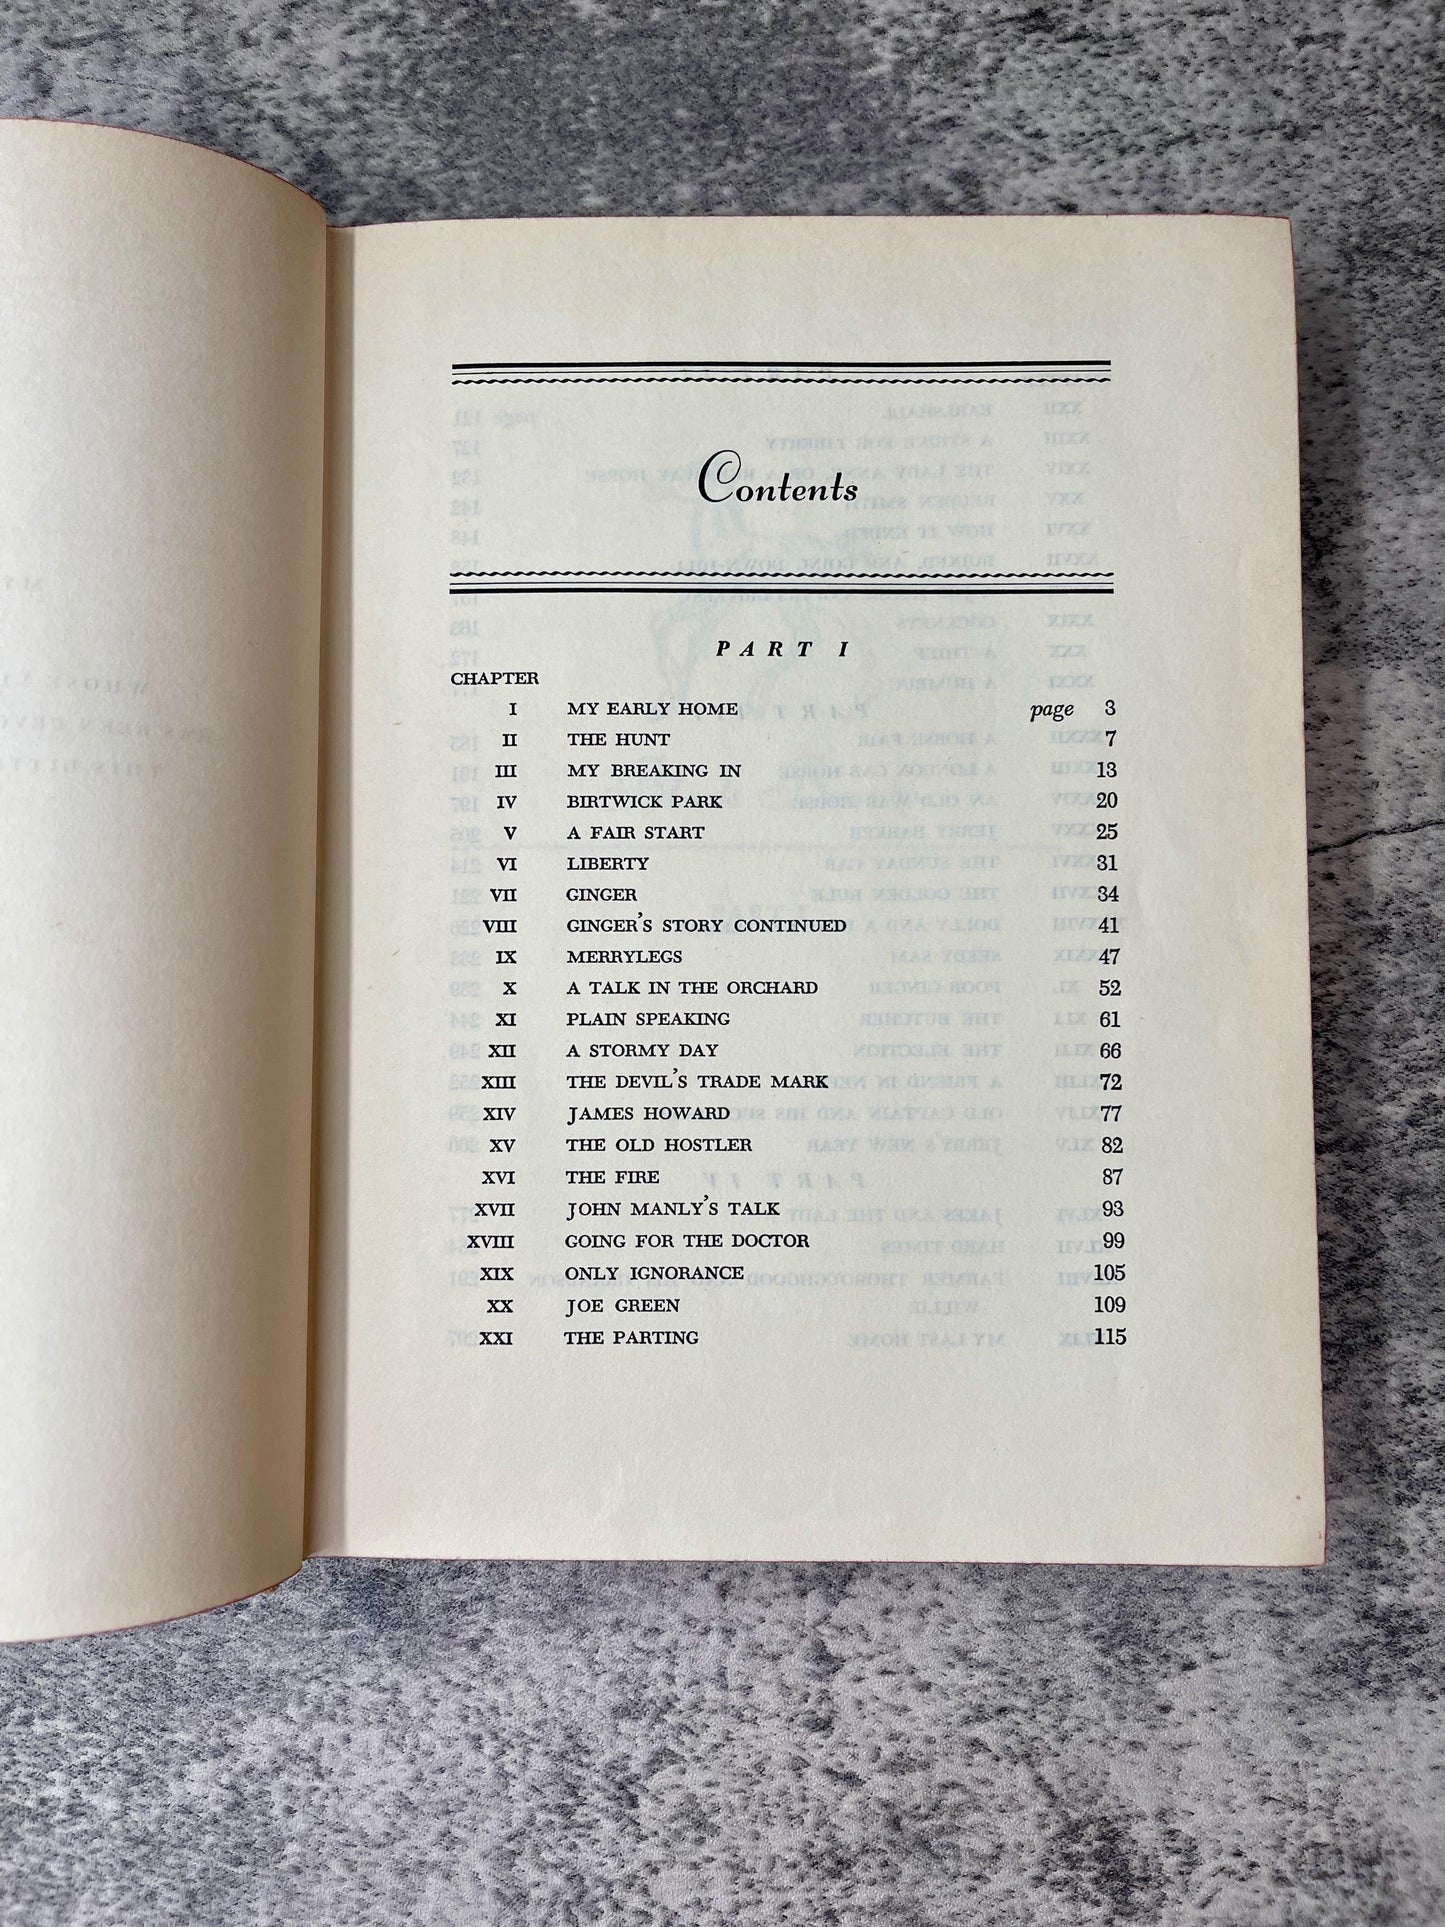 Contents
PART I
CHAPTER
I MY EARLY HOME page 3
II THE HUNT 7
III MY BREAKING IN 13
IV BIRTWICK PARK 20
V A FAIR START 25
VI LIBERTY 31
VII GINGER 34
VIII GINGER'S STORY CONTINUED 41
IX MERRYLEGS 47
X A TALK IN THE ORCHARD 52
XI PLAIN SPEAKING 61
XII A STORMY DAY 66
XIII THE DEVIL'S TRADE MARK 72
XIV JAMES HOWARD 77
XV THE OLD HOSTLER 82
XVI THE FIRE 87
XVII JOHN MANLY'S TALK 93
XVIII GOING FOR THE DOCTOR 99
XIX ONLY IGNORANCE 105
XX JOE GREEN 109
XXI THE PARTING 115